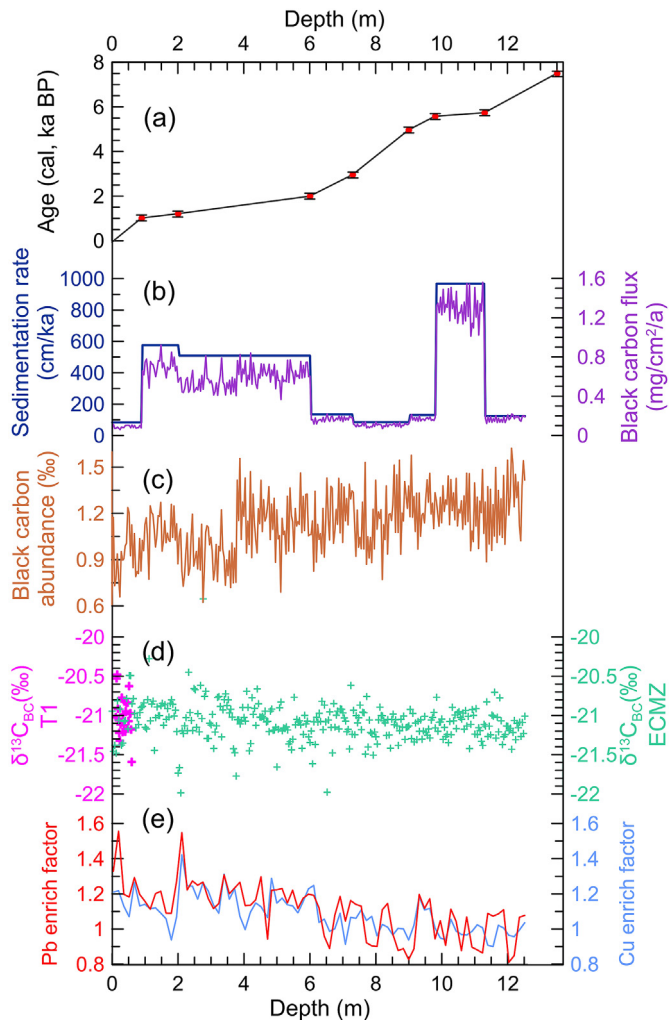 Depth (m)
0 2 4 6 8 10 12
8
6
4
2
0
Age (cal, ka BP)
(a)
1000
800
600
400
200
0
Sedimentation rate
(cm/ka)
(b)
1.6
1.2
0.8
0.4
0
Black carbon flux
(mg/cm²/a)
1.5
1.2
0.9
0.6
Black carbon
abundance (‰)
(c)
-20
-20.5
-21
-21.5
-22
δ¹³C_BC(‰)
T1
(d)
-20
-20.5
-21
-21.5
-22
δ¹³C_BC(‰)
ECMZ
1.6
1.4
1.2
1
0.8
Pb enrich factor
(e)
1.6
1.4
1.2
1
0.8
Cu enrich factor
0 2 4 6 8 10 12
Depth (m)